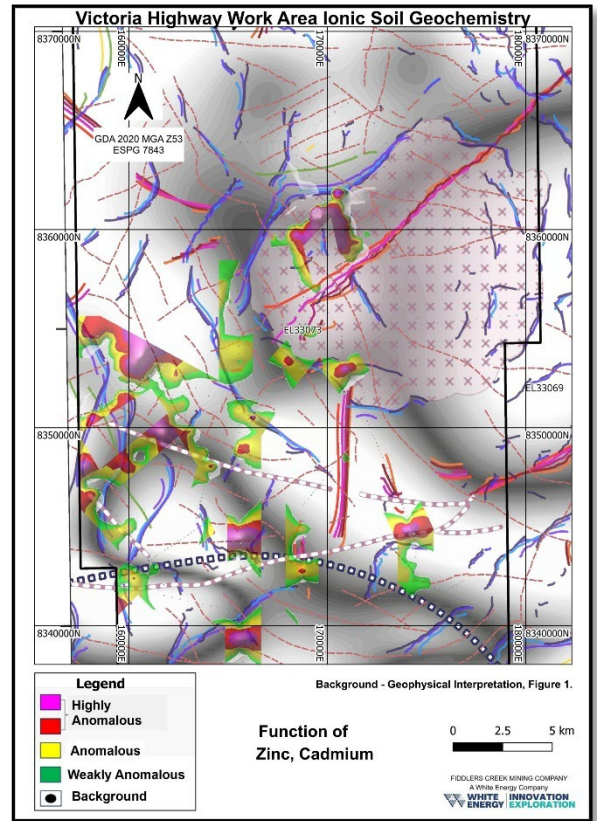 Victoria Highway Work Area Ionic Soil Geochemistry
8370000N
160000E
170000E
180000E
8370000N
N
GDA 2020 MGA Z53
ESPG 7843
8360000N
8360000N
EL33073
EL33069
8350000N
8350000N
8340000N
160000E
170000E
180000E
8340000N
Legend
Highly
Anomalous
Anomalous
Weakly Anomalous
Background
Background - Geophysical Interpretation, Figure 1.
Function of
Zinc, Cadmium
0 2.5 5 km
FIDDLERS CREEK MINING COMPANY
A White Energy Company
WHITE ENERGY | INNOVATION EXPLORATION